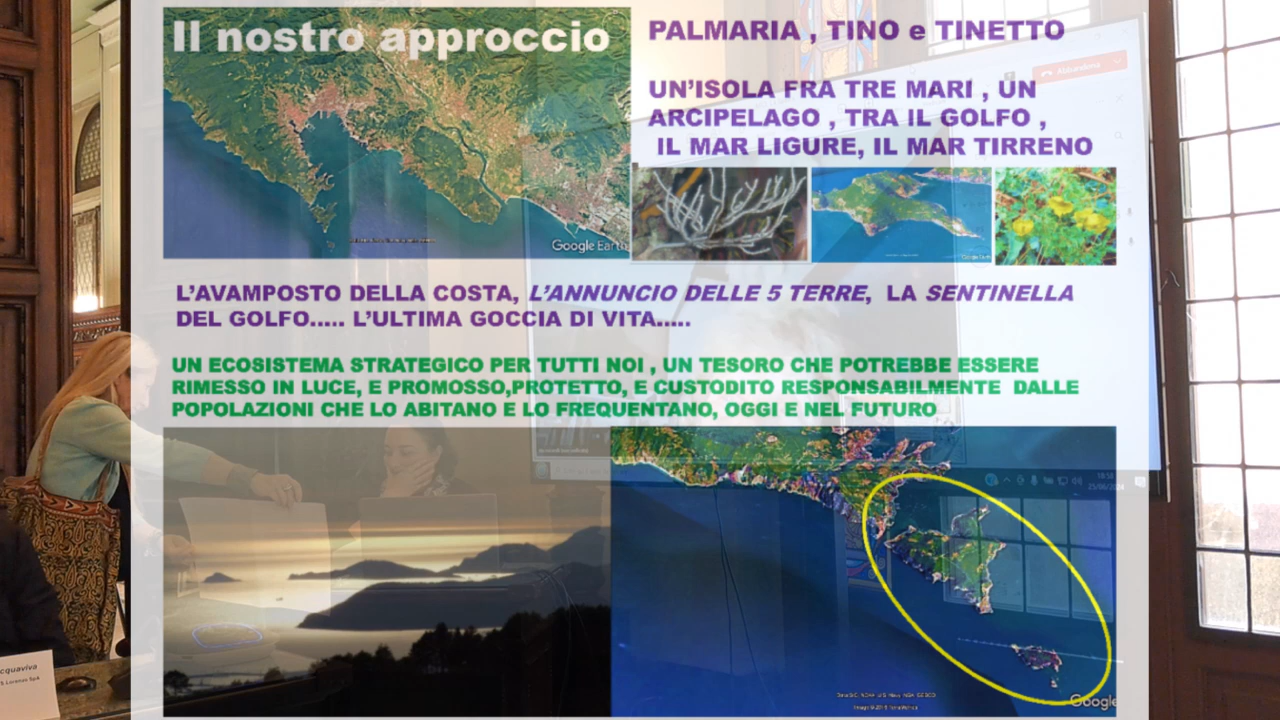 Il nostro approccio
PALMARIA , TINO e TINETTO
UN'ISOLA FRA TRE MARI , UN
ARCIPELAGO , TRA IL GOLFO ,
IL MAR LIGURE, IL MAR TIRRENO
Abbandona
Google Earth
L'AVAMPOSTO DELLA COSTA, L'ANNUNCIO DELLE 5 TERRE, LA SENTINELLA
DEL GOLFO..... L'ULTIMA GOCCIA DI VITA.....
UN ECOSISTEMA STRATEGICO PER TUTTI NOI , UN TESORO CHE POTREBBE ESSERE
RIMESSO IN LUCE, E PROMOSSO,PROTETTO, E CUSTODITO RESPONSABILMENTE DALLE
POPOLAZIONI CHE LO ABITANO E LO FREQUENTANO, OGGI E NEL FUTURO
cquaviva
Lorenzo SpA
Google